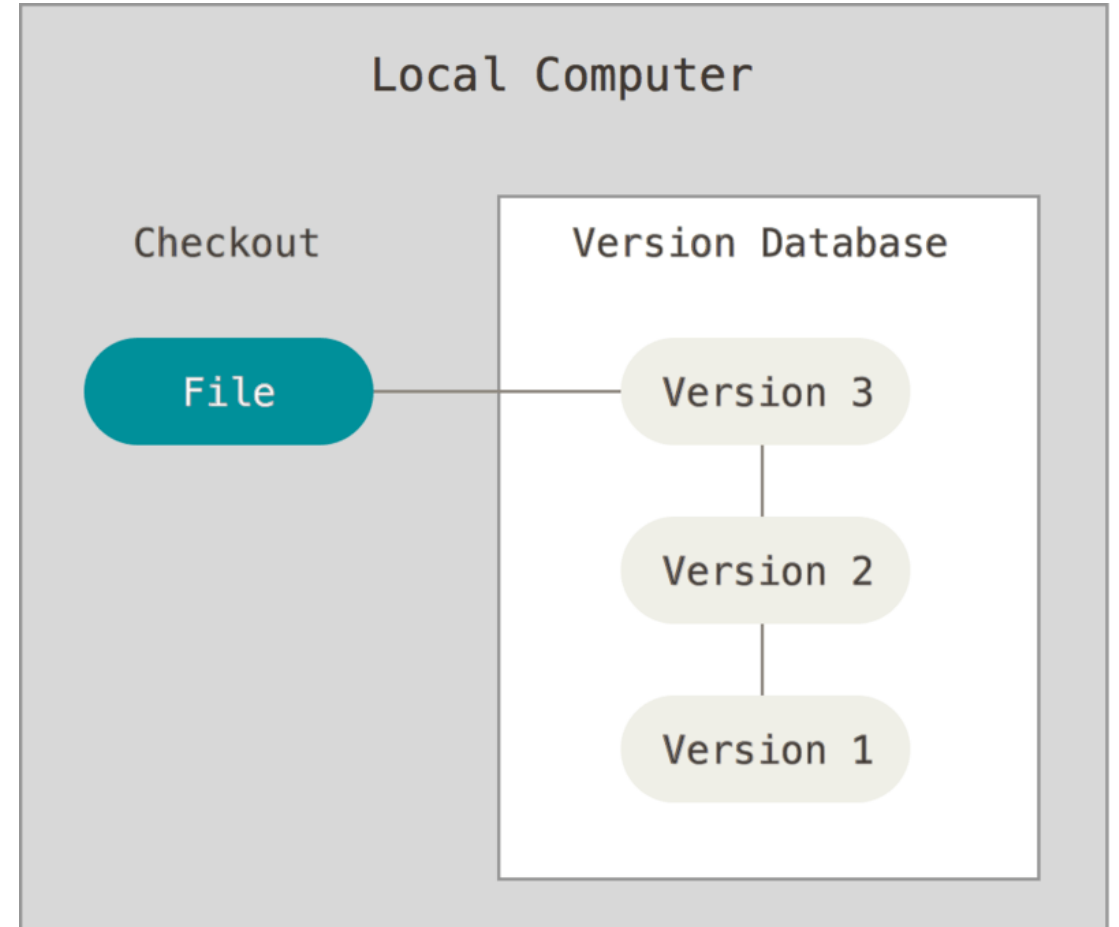 Local Computer
Checkout
Version Database
File
Version 3
Version 2
Version 1